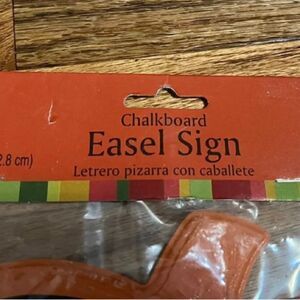 Chalkboard
Easel Sign
2.8 cm)
Letrero pizarra con caballete